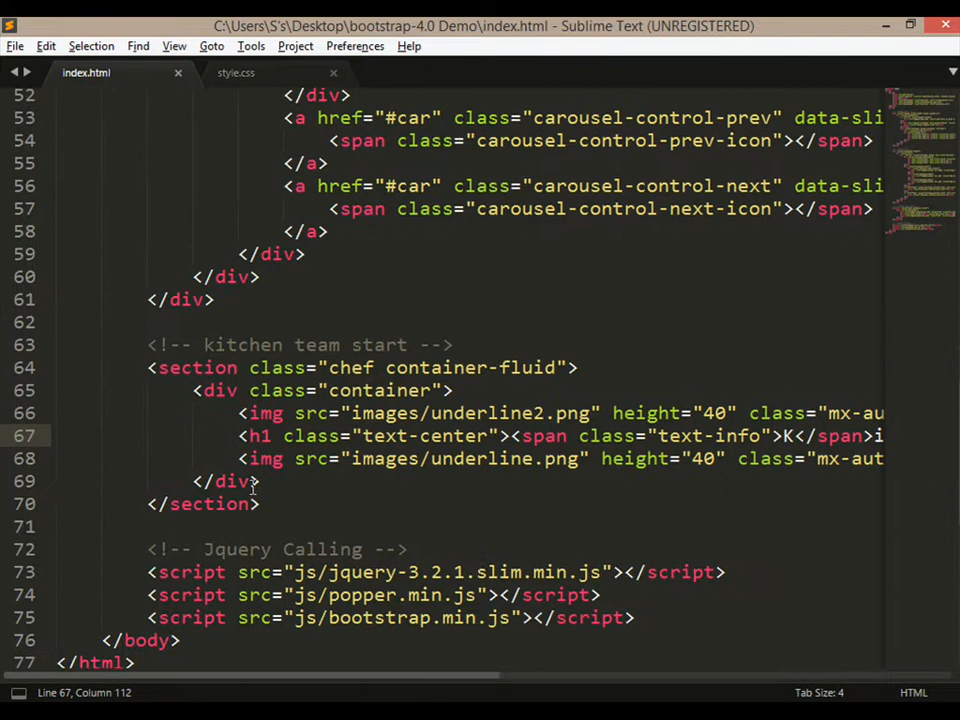 C:\Users\S's\Desktop\bootstrap-4.0 Demo\index.html - Sublime Text (UNREGISTERED)
File Edit Selection Find View Goto Tools Project Preferences Help
index.html style.css
52 </div>
53 <a href="#car" class="carousel-control-prev" data-sli
54 <span class="carousel-control-prev-icon"></span>
55 </a>
56 <a href="#car" class="carousel-control-next" data-sli
57 <span class="carousel-control-next-icon"></span>
58 </a>
59 </div>
60 </div>
61 </div>
62
63 <!-- kitchen team start -->
64 <section class="chef container-fluid">
65 <div class="container">
66 <img src="images/underline2.png" height="40" class="mx-au
67 <h1 class="text-center"><span class="text-info">K</span>i
68 <img src="images/underline.png" height="40" class="mx-aut
69 </div>
70 </section>
71
72 <!-- Jquery Calling -->
73 <script src="js/jquery-3.2.1.slim.min.js"></script>
74 <script src="js/popper.min.js"></script>
75 <script src="js/bootstrap.min.js"></script>
76 </body>
77 </html>
Line 67, Column 112 Tab Size: 4 HTML